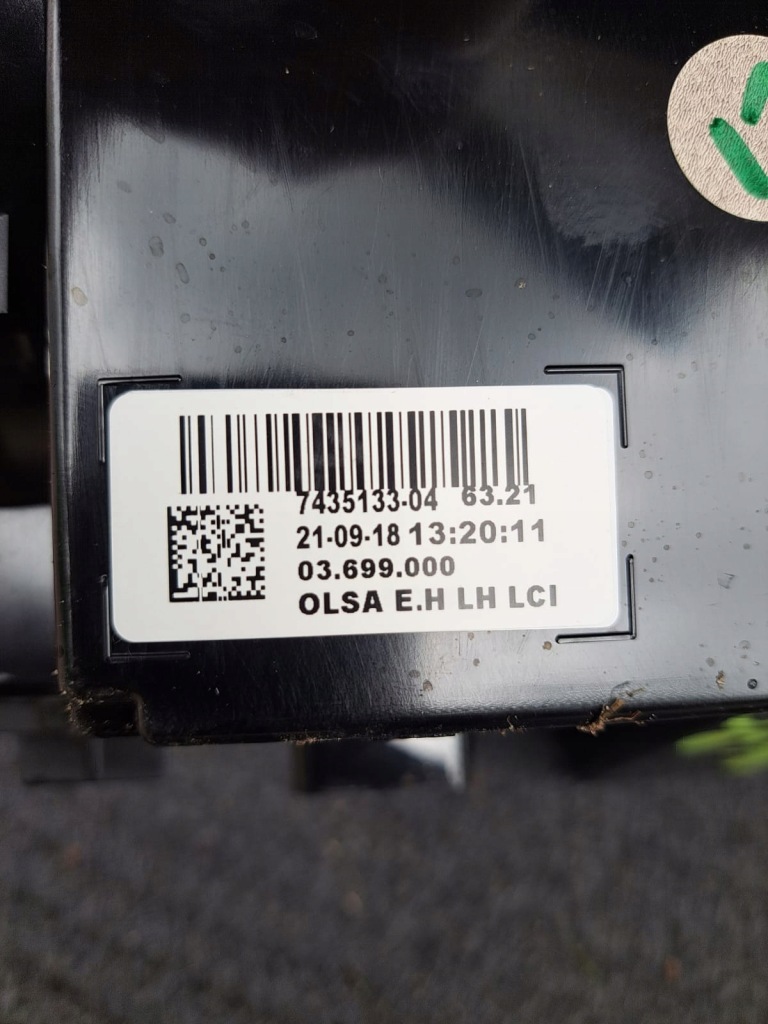 7435133-04 63.21
21-09-18 13:20:11
03.699.000
OLSA E.H LH LCI